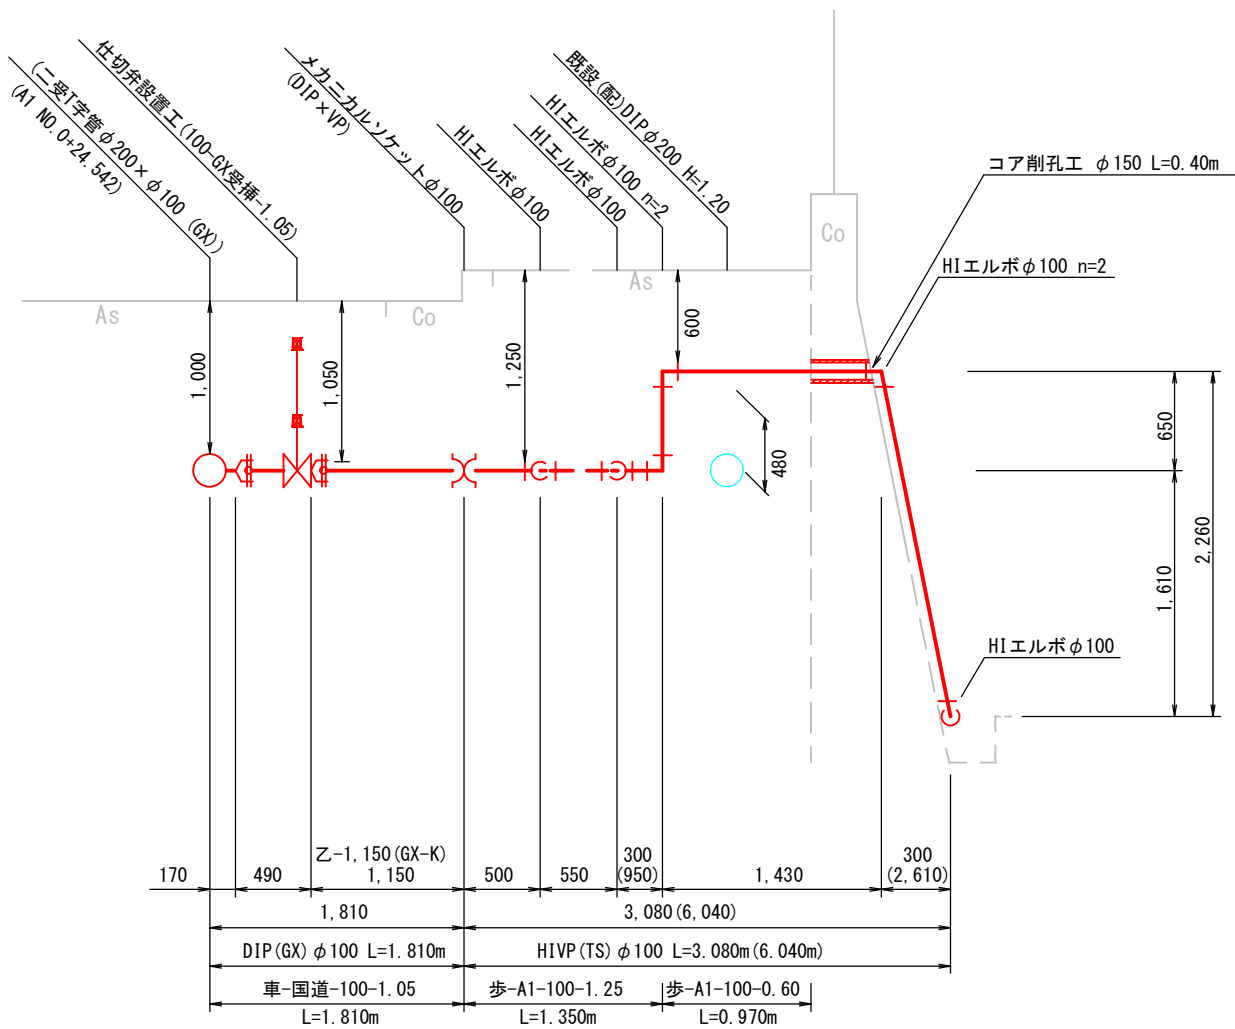 (二受T字管φ200×φ100 (GX))
(A1 NO.0+24.542)
仕切弁設置工(100-GX受挿-1.05)
メカニカルソケットφ100
(DIP×VP)
HIエルボφ100
HIエルボφ100
HIエルボφ100 n=2
既設(配)DIPφ200 H=1.20
コア削孔工 φ150 L=0.40m
Co
HIエルボφ100 n=2
As
Co
As
1,000
1,050
1,250
600
480
650
1,610
2,260
HIエルボφ100
乙-1,150(GX-K)
170
490
1,150
500
550
300
(950)
1,430
300
(2,610)
1,810
3,080(6,040)
DIP(GX)φ100 L=1.810m
HIVP(TS)φ100 L=3.080m(6.040m)
車-国道-100-1.05
L=1.810m
歩-A1-100-1.25
L=1.350m
歩-A1-100-0.60
L=0.970m